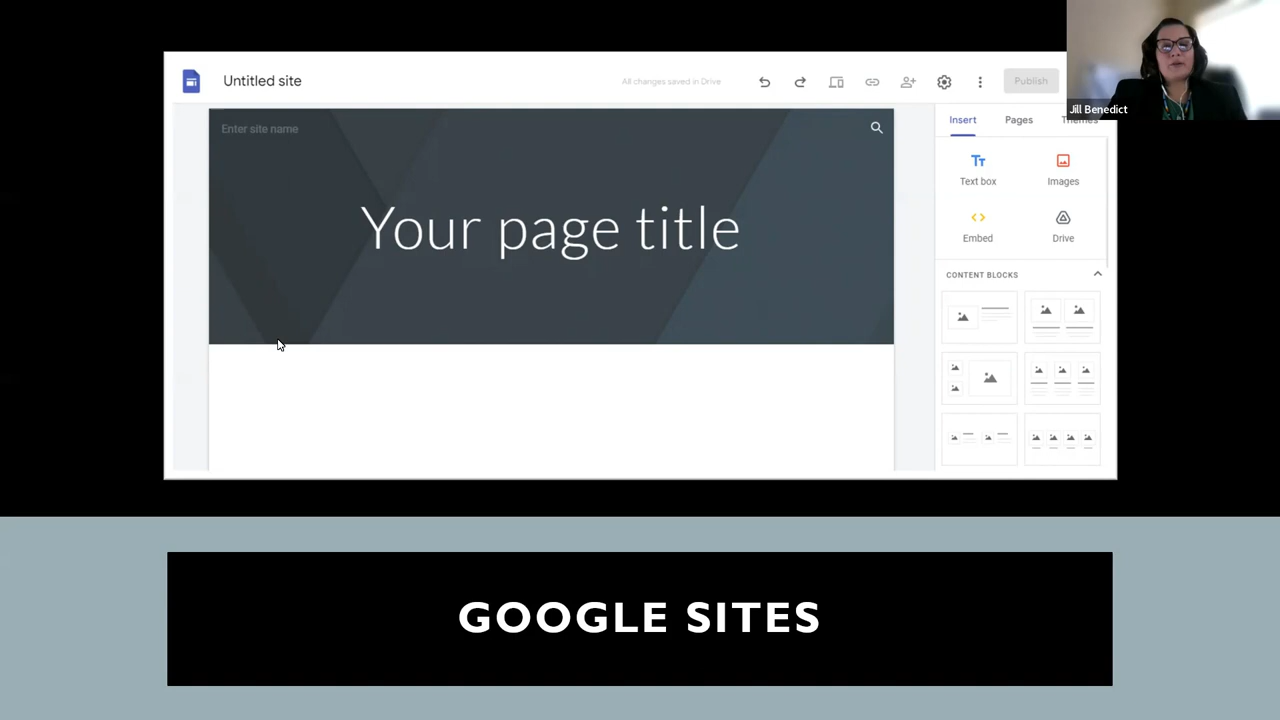 Untitled site
All changes saved in Drive
Publish
Jill Benedict
Enter site name
Your page title
Insert
Pages
Themes
Text box
Images
Embed
Drive
CONTENT BLOCKS
GOOGLE SITES